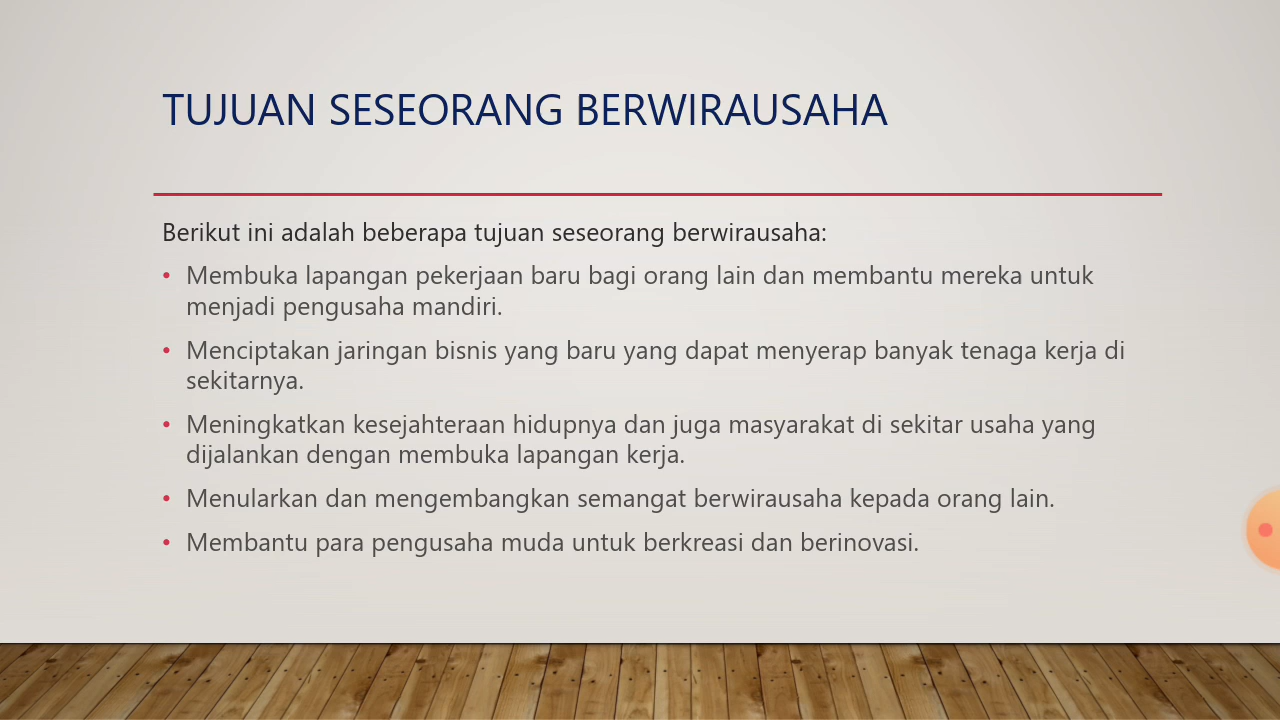 TUJUAN SESEORANG BERWIRAUSAHA
Berikut ini adalah beberapa tujuan seseorang berwirausaha:
• Membuka lapangan pekerjaan baru bagi orang lain dan membantu mereka untuk
menjadi pengusaha mandiri.
• Menciptakan jaringan bisnis yang baru yang dapat menyerap banyak tenaga kerja di
sekitarnya.
• Meningkatkan kesejahteraan hidupnya dan juga masyarakat di sekitar usaha yang
dijalankan dengan membuka lapangan kerja.
• Menularkan dan mengembangkan semangat berwirausaha kepada orang lain.
• Membantu para pengusaha muda untuk berkreasi dan berinovasi.